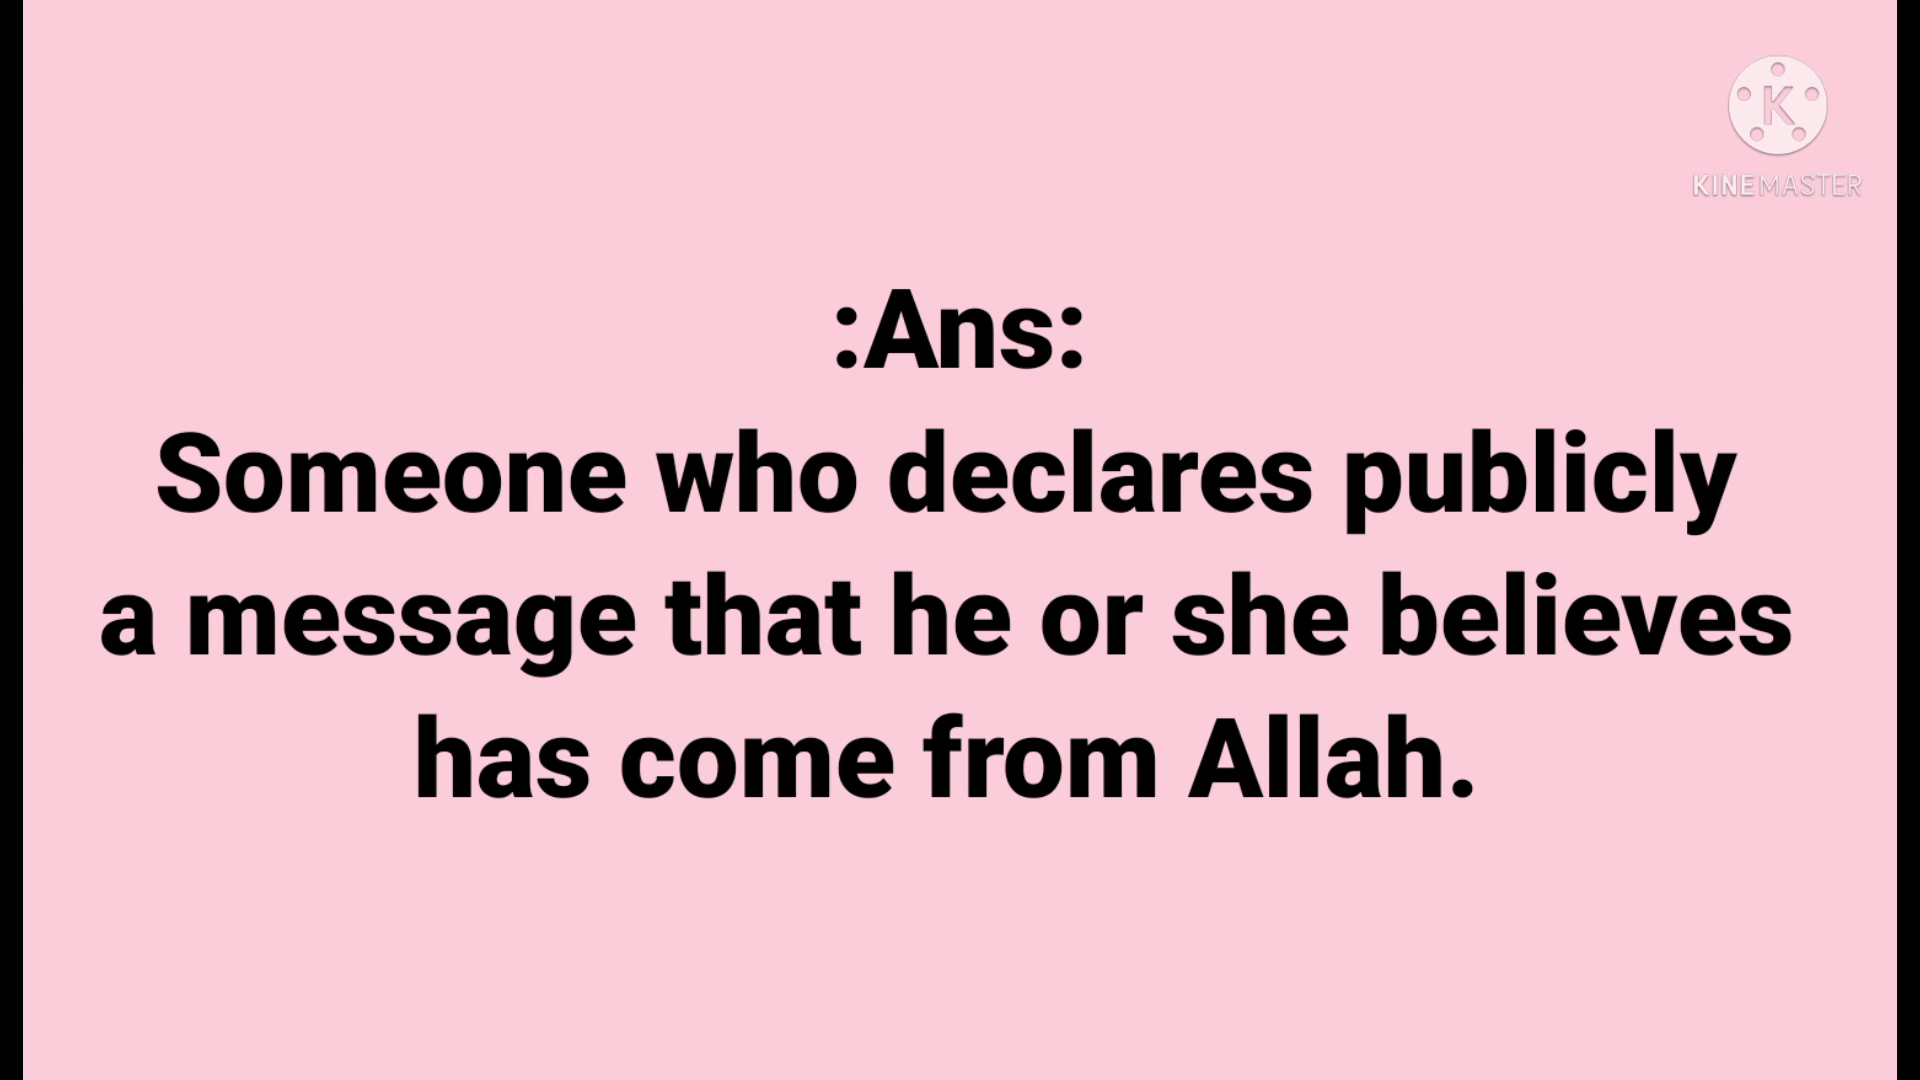 K
KINEMASTER
:Ans:
Someone who declares publicly
a message that he or she believes
has come from Allah.